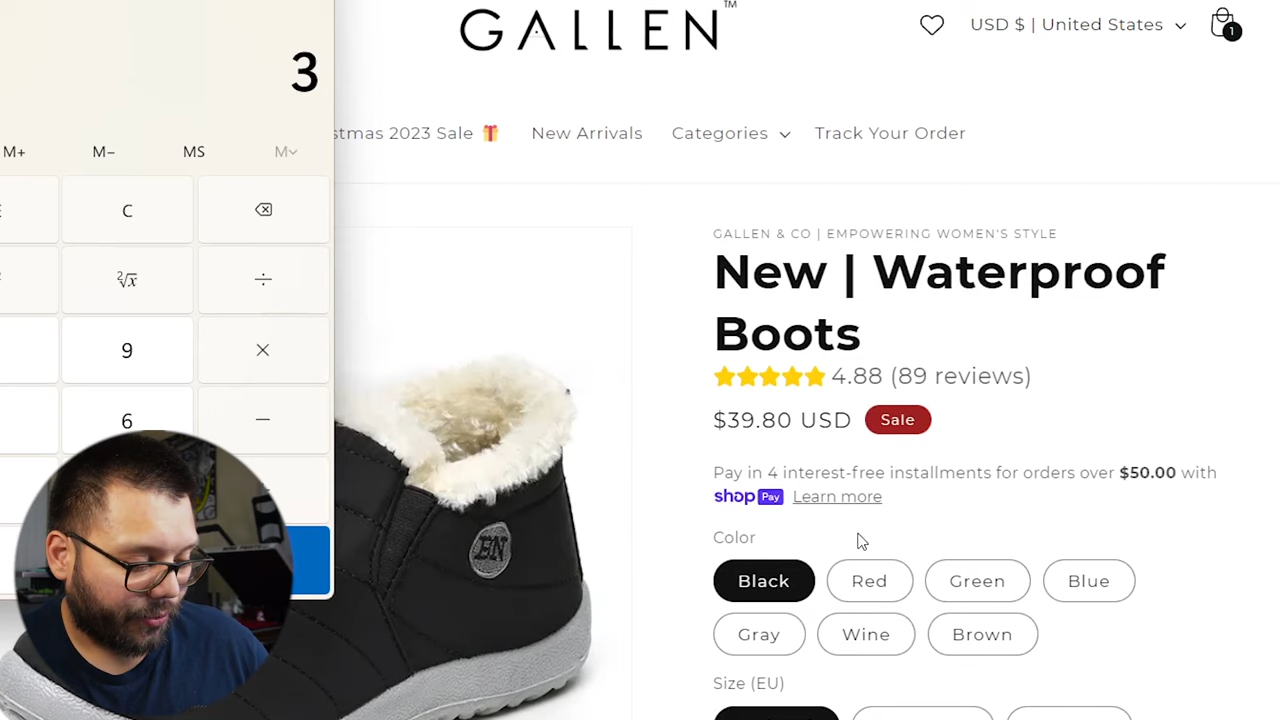 GALLEN™
USD $ | United States
1
stmas 2023 Sale
New Arrivals
Categories
Track Your Order
3
M+
M−
MS
M
C
²√x
÷
9
×
6
−
GALLEN & CO | EMPOWERING WOMEN'S STYLE
New | Waterproof
Boots
4.88 (89 reviews)
$39.80 USD
Sale
Pay in 4 interest-free installments for orders over $50.00 with
shop Pay Learn more
Color
Black
Red
Green
Blue
Gray
Wine
Brown
Size (EU)
BN